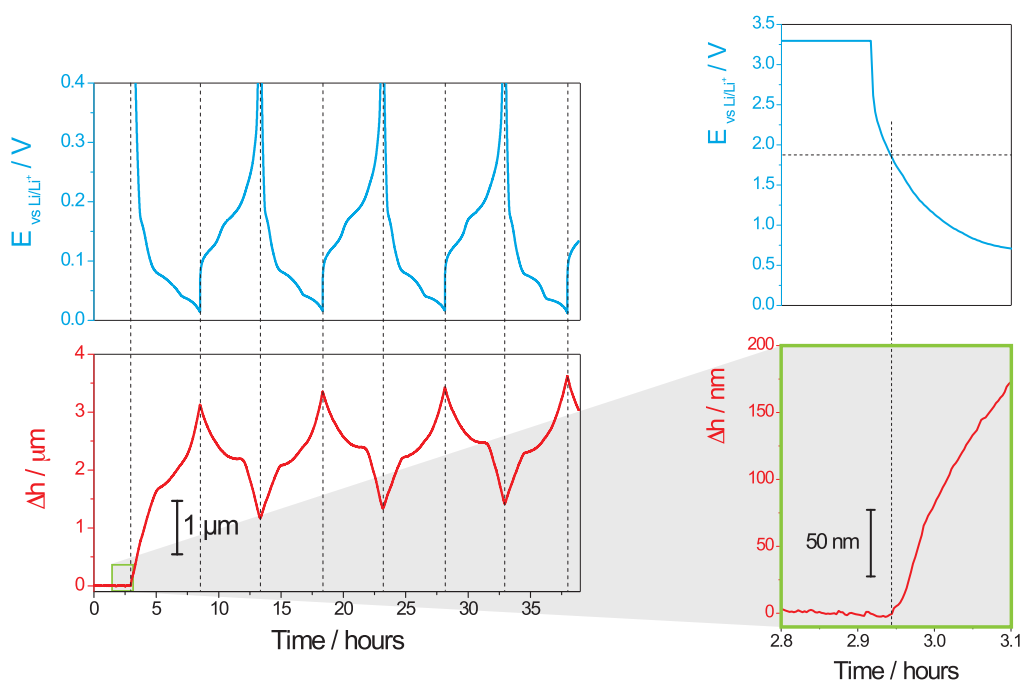 E vs Li/Li⁺ / V
0.4
0.3
0.2
0.1
0.0
Δh / μm
4
3
2
1
0
1 μm
0 5 10 15 20 25 30 35
Time / hours
E vs Li/Li⁺ / V
3.5
3.0
2.5
2.0
1.5
1.0
0.5
0.0
Δh / nm
200
150
100
50
0
50 nm
2.8 2.9 3.0 3.1
Time / hours